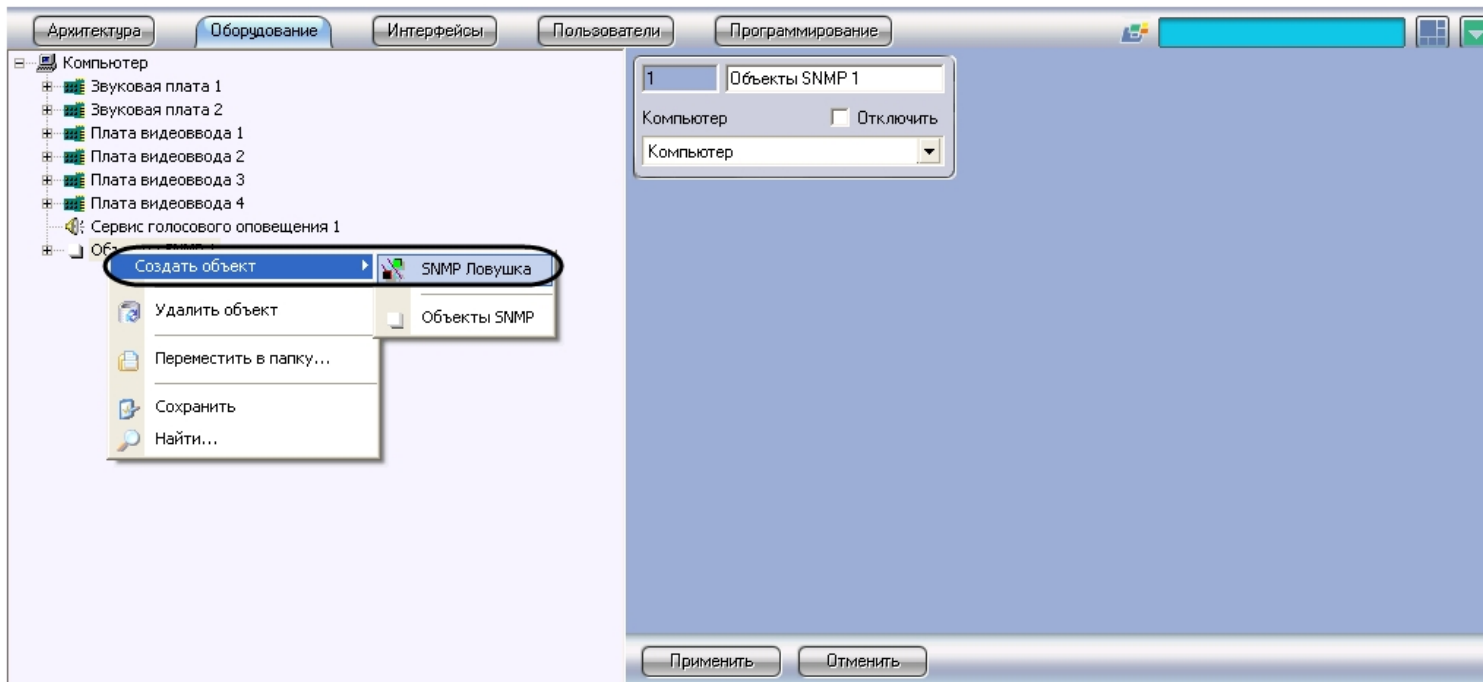 Архитектура
Оборудование
Интерфейсы
Пользователи
Программирование
Компьютер
Звуковая плата 1
Звуковая плата 2
Плата видеоввода 1
Плата видеоввода 2
Плата видеоввода 3
Плата видеоввода 4
Сервис голосового оповещения 1
Создать объект
Удалить объект
Переместить в папку...
Сохранить
Найти...
SNMP Ловушка
Объекты SNMP
1
Объекты SNMP 1
Компьютер
Отключить
Компьютер
Применить
Отменить